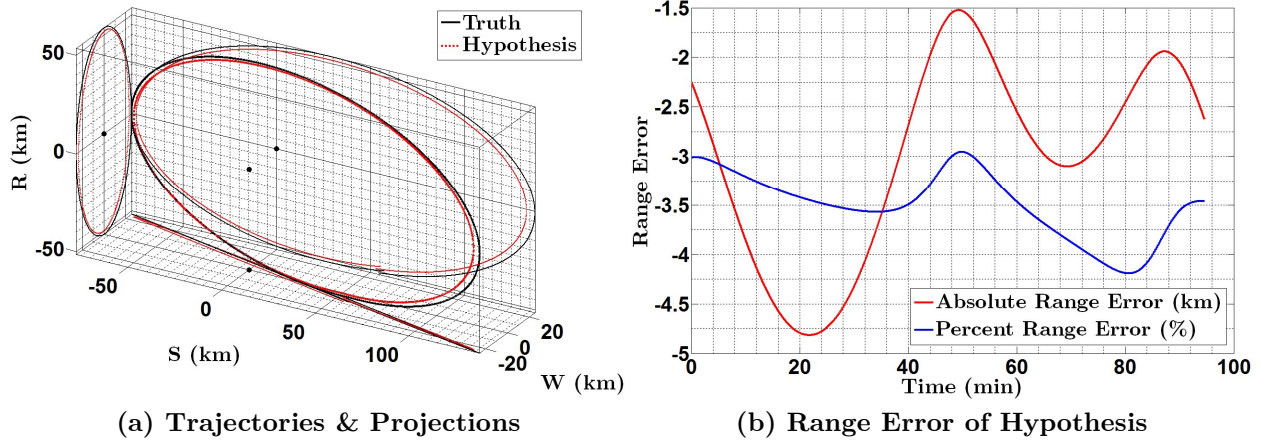 Truth
Hypothesis
R (km)
50
0
-50
-50
0
50
100
S (km)
20
0
-20
W (km)
(a) Trajectories & Projections
Range Error
-1.5
-2
-2.5
-3
-3.5
-4
-4.5
-5
0
20
40
60
80
100
Time (min)
Absolute Range Error (km)
Percent Range Error (%)
(b) Range Error of Hypothesis